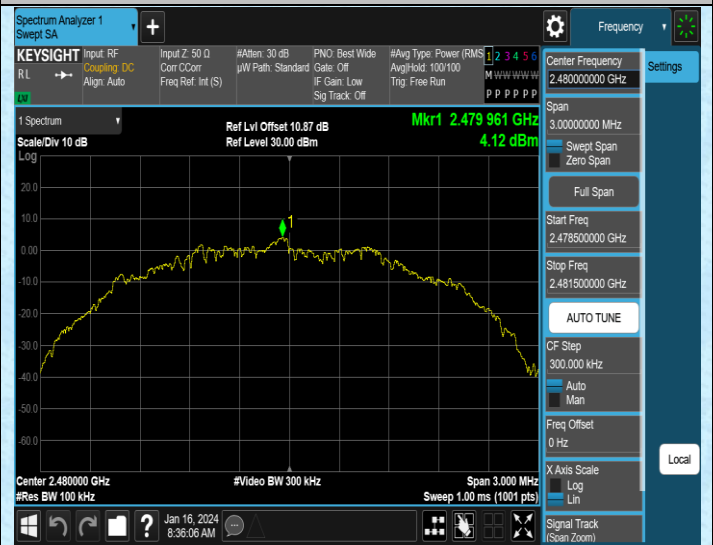 Spectrum Analyzer 1
Swept SA
+
Frequency
KEYSIGHT
RL
LXI
Input: RF
Coupling: DC
Align: Auto
Input Z: 50 Ω
Corr CCorr
Freq Ref: Int (S)
#Atten: 30 dB
µW Path: Standard
PNO: Best Wide
Gate: Off
IF Gain: Low
Sig Track: Off
#Avg Type: Power (RMS
Avg|Hold: 100/100
Trig: Free Run
1 2 3 4 5 6
M W W W W W
P P P P P P
1 Spectrum
Scale/Div 10 dB
Log
Ref Lvl Offset 10.87 dB
Ref Level 30.00 dBm
Mkr1 2.479 961 GHz
4.12 dBm
20.0
10.0
0.00
-10.0
-20.0
-30.0
-40.0
-50.0
-60.0
1
Center 2.480000 GHz
#Res BW 100 kHz
#Video BW 300 kHz
Span 3.000 MHz
Sweep 1.00 ms (1001 pts)
?
Jan 16, 2024
8:36:06 AM
Center Frequency
2.480000000 GHz
Settings
Span
3.00000000 MHz
Swept Span
Zero Span
Full Span
Start Freq
2.478500000 GHz
Stop Freq
2.481500000 GHz
AUTO TUNE
CF Step
300.000 kHz
Auto
Man
Freq Offset
0 Hz
X Axis Scale
Log
Lin
Local
Signal Track
(Span Zoom)